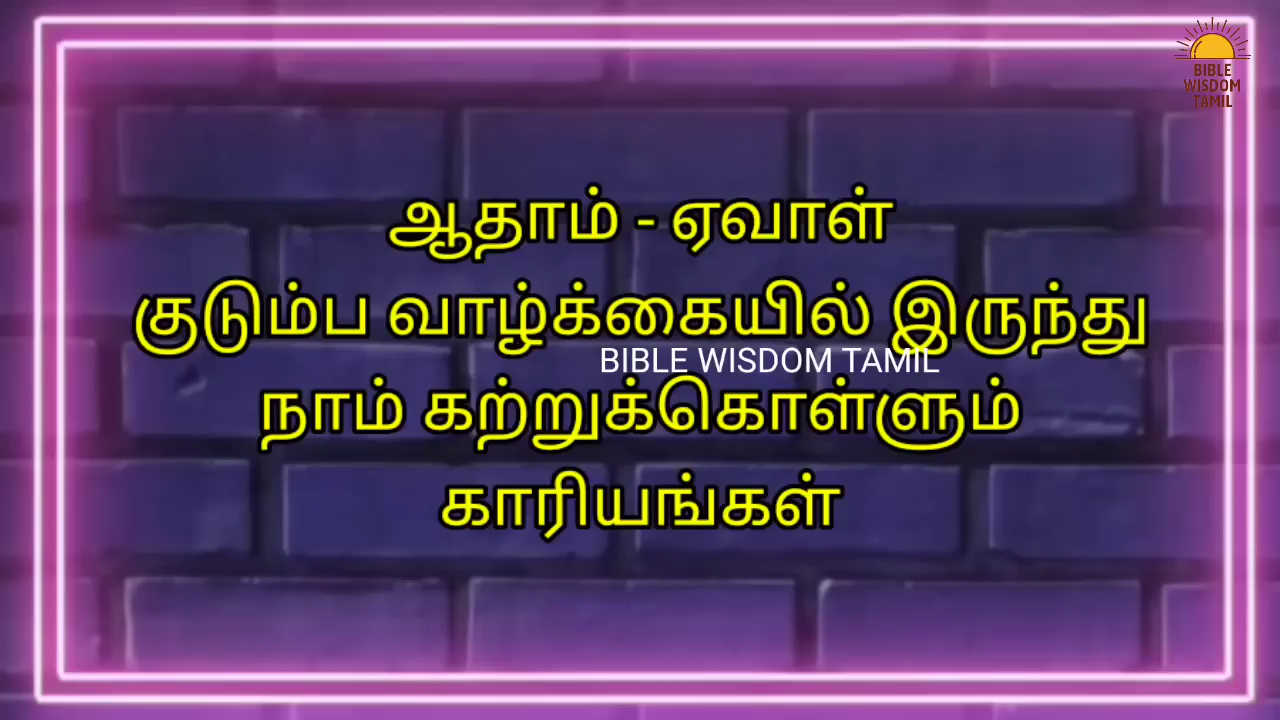 BIBLE
WISDOM
TAMIL
ஆதாம் - ஏவாள்
குடும்ப வாழ்க்கையில் இருந்து
BIBLE WISDOM TAMIL
நாம் கற்றுக்கொள்ளும்
காரியங்கள்